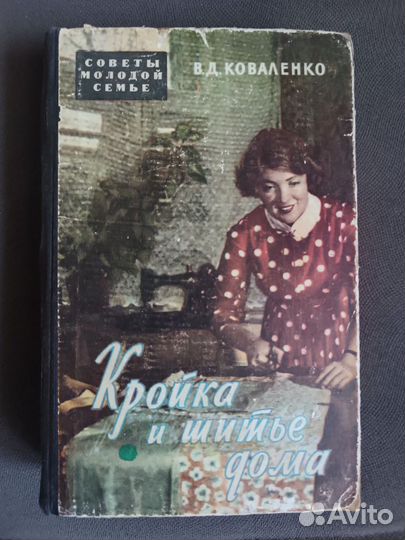 СОВЕТЫ
МОЛОДОЙ
СЕМЬЕ
В.Д. КОВАЛЕНКО
Кройка
и шитье
дома
Avito